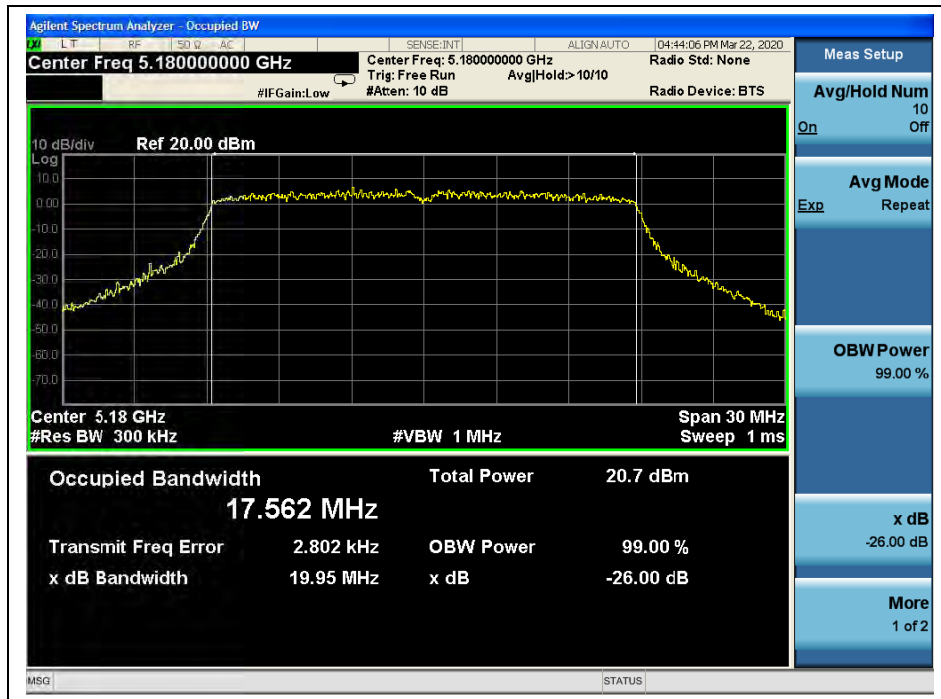 Agilent Spectrum Analyzer - Occupied BW
LXI LT RF 50 Ω AC SENSE:INT ALIGN AUTO 04:44:06 PM Mar 22, 2020
Center Freq 5.180000000 GHz
Center Freq: 5.180000000 GHz
Radio Std: None
Trig: Free Run Avg|Hold:>10/10
#IFGain:Low #Atten: 10 dB Radio Device: BTS
10 dB/div Ref 20.00 dBm
Log
10.0
0.00
-10.0
-20.0
-30.0
-40.0
-50.0
-60.0
-70.0
Center 5.18 GHz Span 30 MHz
#Res BW 300 kHz #VBW 1 MHz Sweep 1 ms
Occupied Bandwidth Total Power 20.7 dBm
17.562 MHz
Transmit Freq Error 2.802 kHz OBW Power 99.00 %
x dB Bandwidth 19.95 MHz x dB -26.00 dB
Meas Setup
Avg/Hold Num
10
On Off
Avg Mode
Exp Repeat
OBW Power
99.00 %
x dB
-26.00 dB
More
1 of 2
MSG STATUS